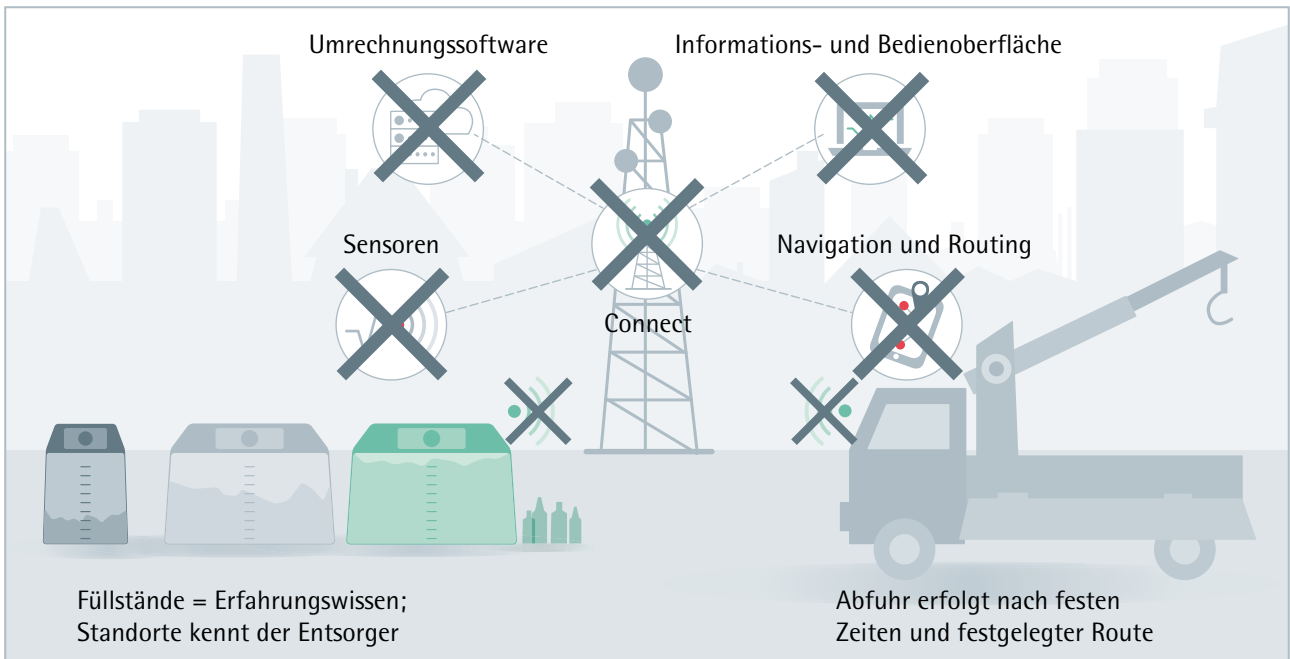 Umrechnungssoftware
Informations- und Bedienoberfläche
Sensoren
Navigation und Routing
Connect
Füllstände = Erfahrungswissen;
Standorte kennt der Entsorger
Abfuhr erfolgt nach festen
Zeiten und festgelegter Route